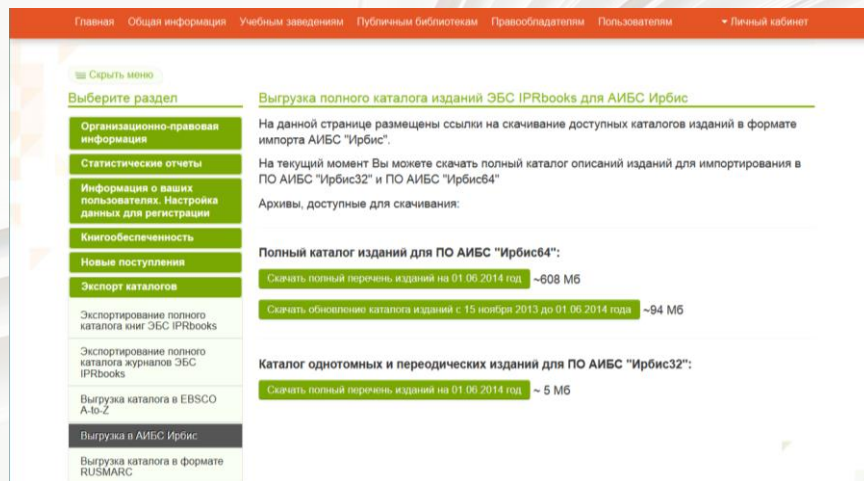 Главная Общая информация Учебным заведениям Публичным библиотекам Правообладателям Пользователям Личный кабинет
Скрыть меню
Выберите раздел
Организационно-правовая
информация
Статистические отчеты
Информация о ваших
пользователях. Настройка
данных для регистрации
Книгообеспеченность
Новые поступления
Экспорт каталогов
Экспортирование полного
каталога книг ЭБС IPRbooks
Экспортирование полного
каталога журналов ЭБС
IPRbooks
Выгрузка каталога в EBSCO
A-to-Z
Выгрузка в АИБС Ирбис
Выгрузка каталога в формате
RUSMARC
Выгрузка полного каталога изданий ЭБС IPRbooks для АИБС Ирбис
На данной странице размещены ссылки на скачивание доступных каталогов изданий в формате
импорта АИБС "Ирбис".
На текущий момент Вы можете скачать полный каталог описаний изданий для импортирования в
ПО АИБС "Ирбис32" и ПО АИБС "Ирбис64"
Архивы, доступные для скачивания:
Полный каталог изданий для ПО АИБС "Ирбис64":
Скачать полный перечень изданий на 01.06.2014 год ~608 Мб
Скачать обновление каталога изданий с 15 ноября 2013 до 01.06.2014 года ~94 Мб
Каталог однотомных и переодических изданий для ПО АИБС "Ирбис32":
Скачать полный перечень изданий на 01.06.2014 год ~ 5 Мб